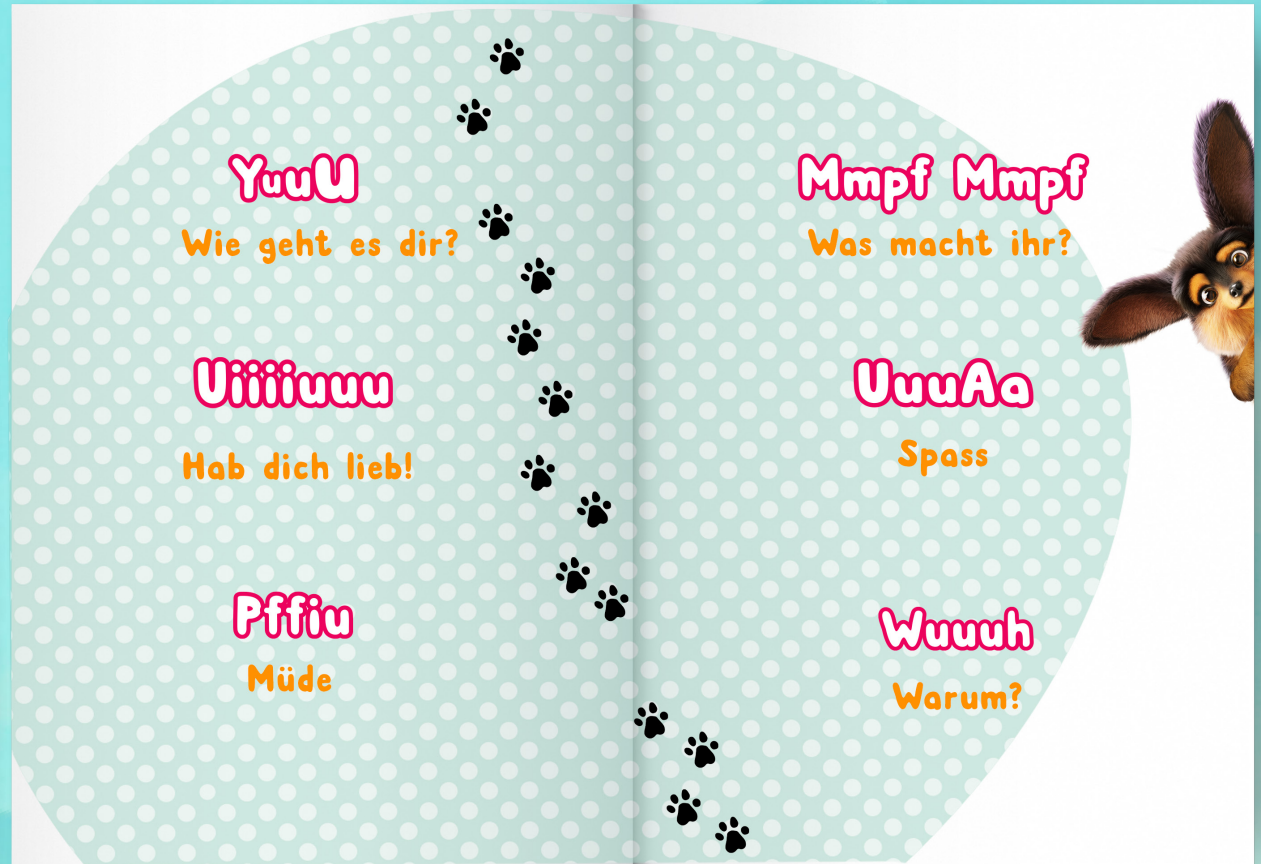 YuuU
Wie geht es dir?
Uiiiiuuu
Hab dich lieb!
Pffiu
Müde
Mmpf Mmpf
Was macht ihr?
UuuAa
Spass
Wuuuh
Warum?